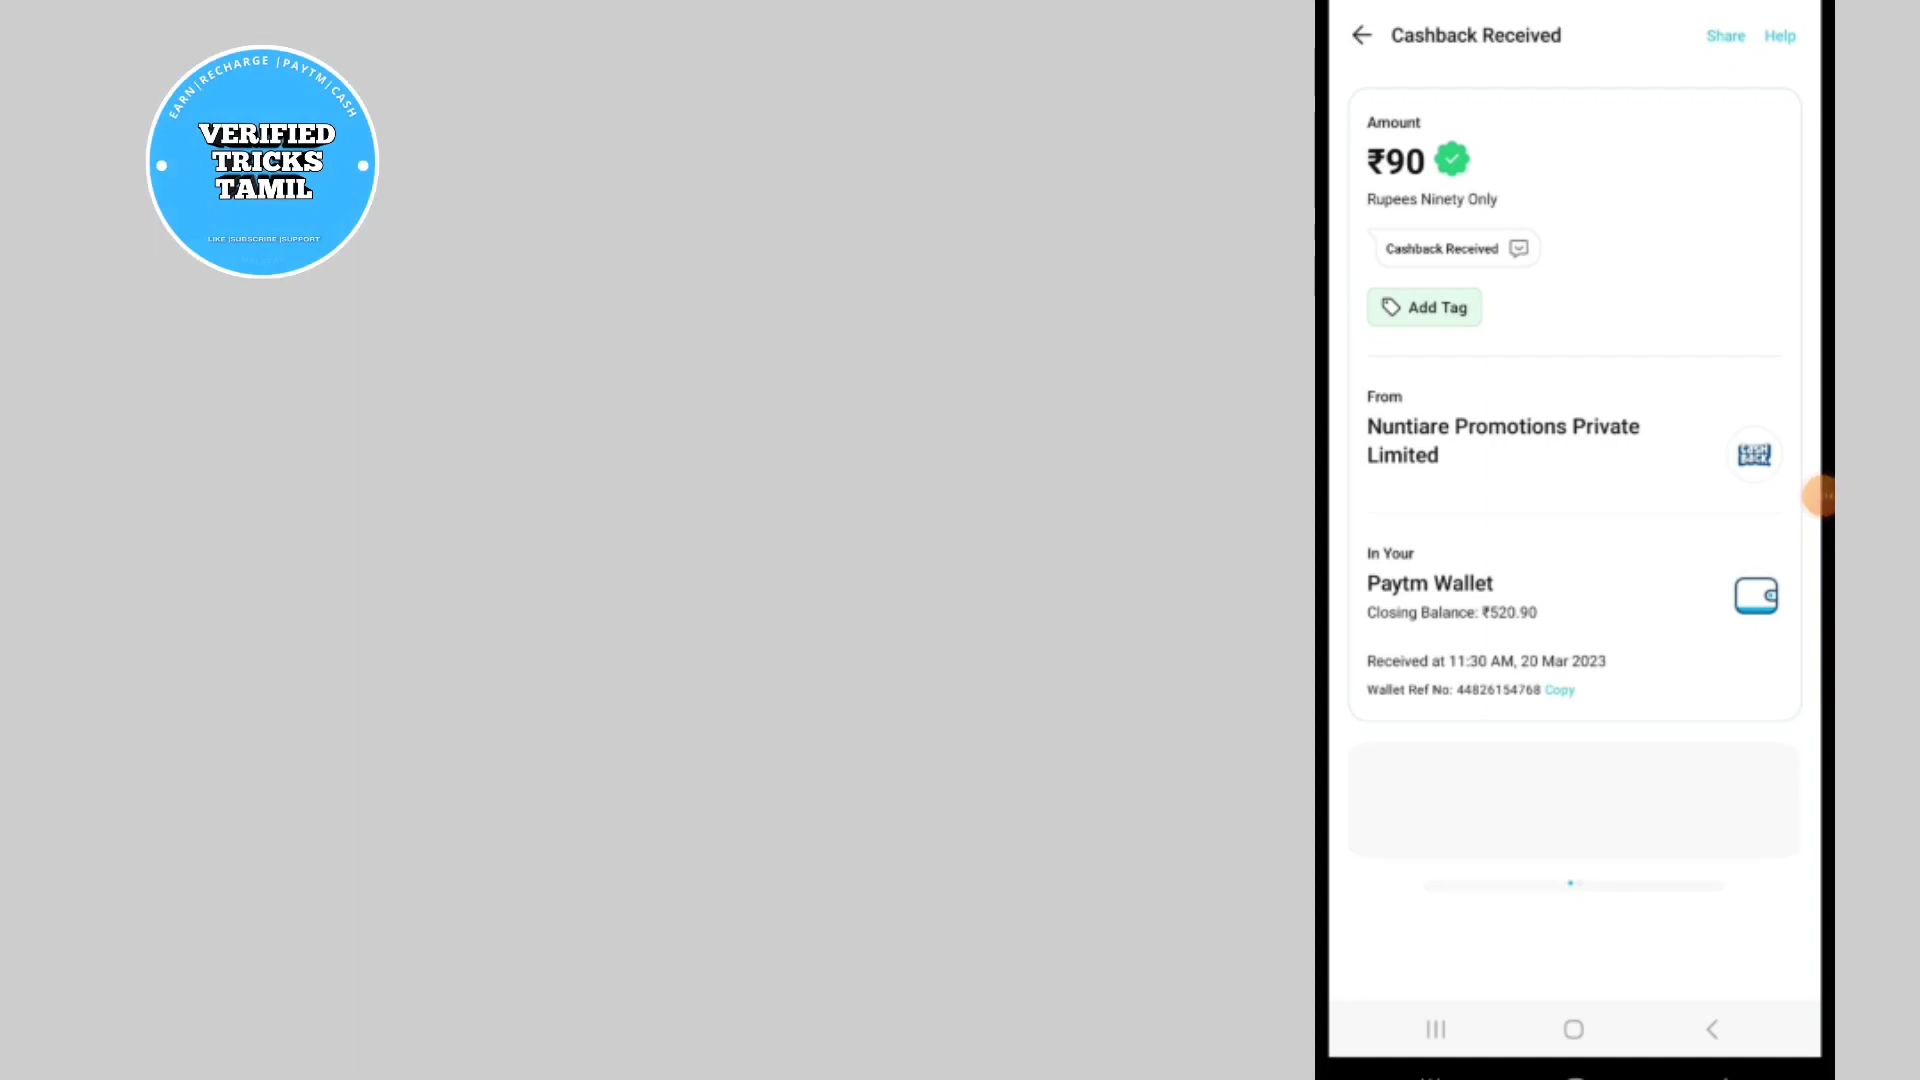 EARN|RECHARGE |PAYTM|CASH
VERIFIED
TRICKS
TAMIL
LIKE |SUBSCRIBE |SUPPORT
Cashback Received
Share Help
Amount
₹90
Rupees Ninety Only
Cashback Received
Add Tag
From
Nuntiare Promotions Private
Limited
CASH
BACK
In Your
Paytm Wallet
Closing Balance: ₹520.90
Received at 11:30 AM, 20 Mar 2023
Wallet Ref No: 44826154768 Copy